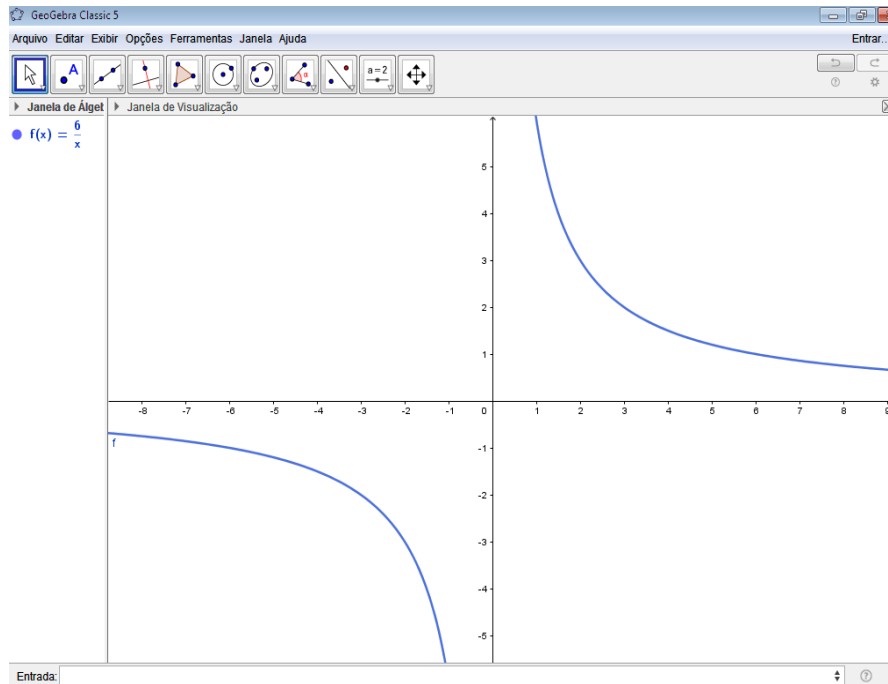 GeoGebra Classic 5
Arquivo Editar Exibir Opções Ferramentas Janela Ajuda
Entrar..
A
α
a=2
Janela de Álget
Janela de Visualização
f(x) = 6/x
5
4
3
2
1
-8 -7 -6 -5 -4 -3 -2 -1 0 1 2 3 4 5 6 7 8 9
f
-1
-2
-3
-4
-5
Entrada: